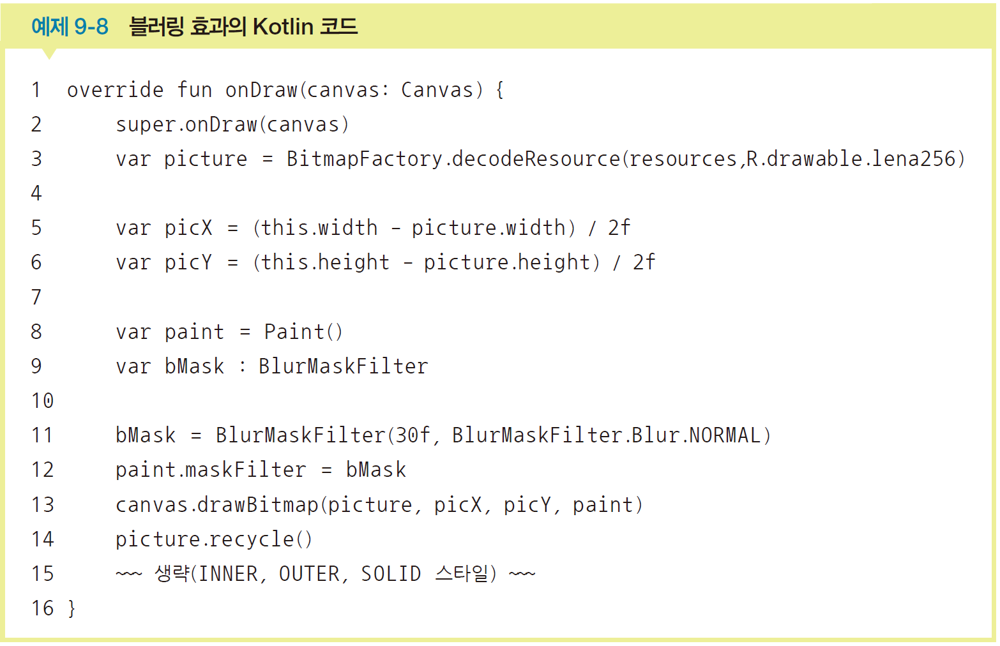 예제 9-8 블러링 효과의 Kotlin 코드
1 override fun onDraw(canvas: Canvas) {
2     super.onDraw(canvas)
3     var picture = BitmapFactory.decodeResource(resources,R.drawable.lena256)
4
5     var picX = (this.width - picture.width) / 2f
6     var picY = (this.height - picture.height) / 2f
7
8     var paint = Paint()
9     var bMask : BlurMaskFilter
10
11     bMask = BlurMaskFilter(30f, BlurMaskFilter.Blur.NORMAL)
12     paint.maskFilter = bMask
13     canvas.drawBitmap(picture, picX, picY, paint)
14     picture.recycle()
15     ~~~ 생략(INNER, OUTER, SOLID 스타일) ~~~
16 }